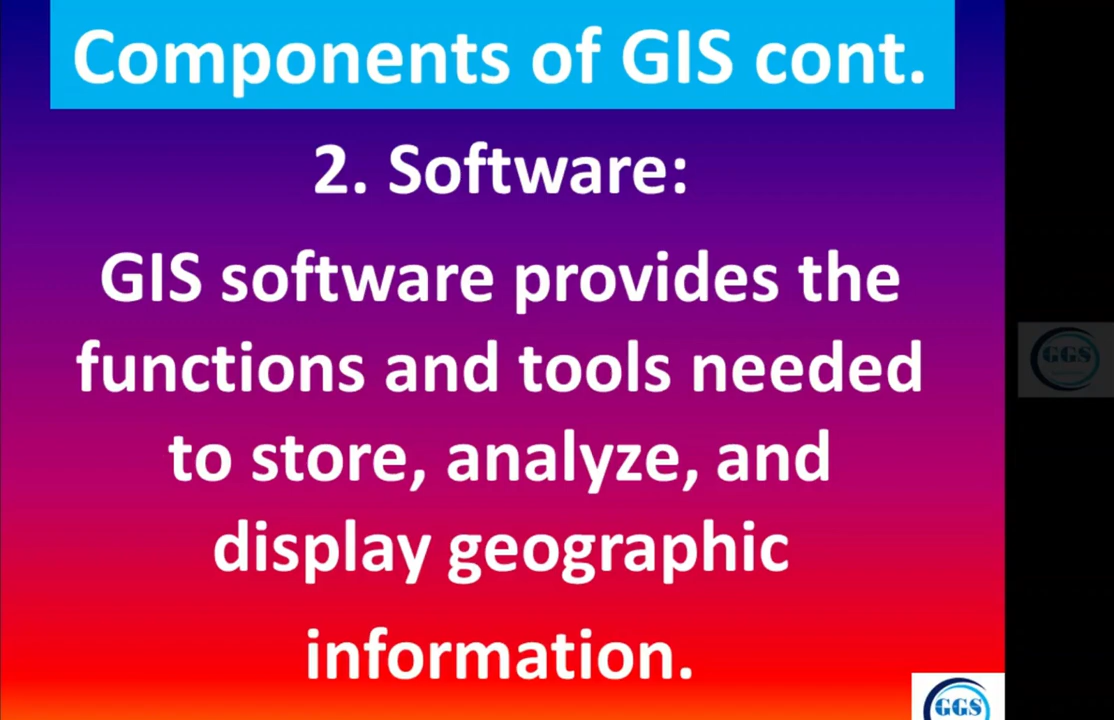 Components of GIS cont.
2. Software:
GIS software provides the
functions and tools needed
to store, analyze, and
display geographic
information.
GGS
GGS